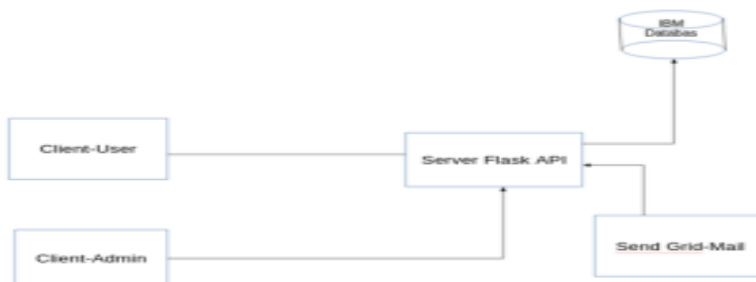 IBM
Databas
Client-User
Server Flask API
Send Grid-Mail
Client-Admin